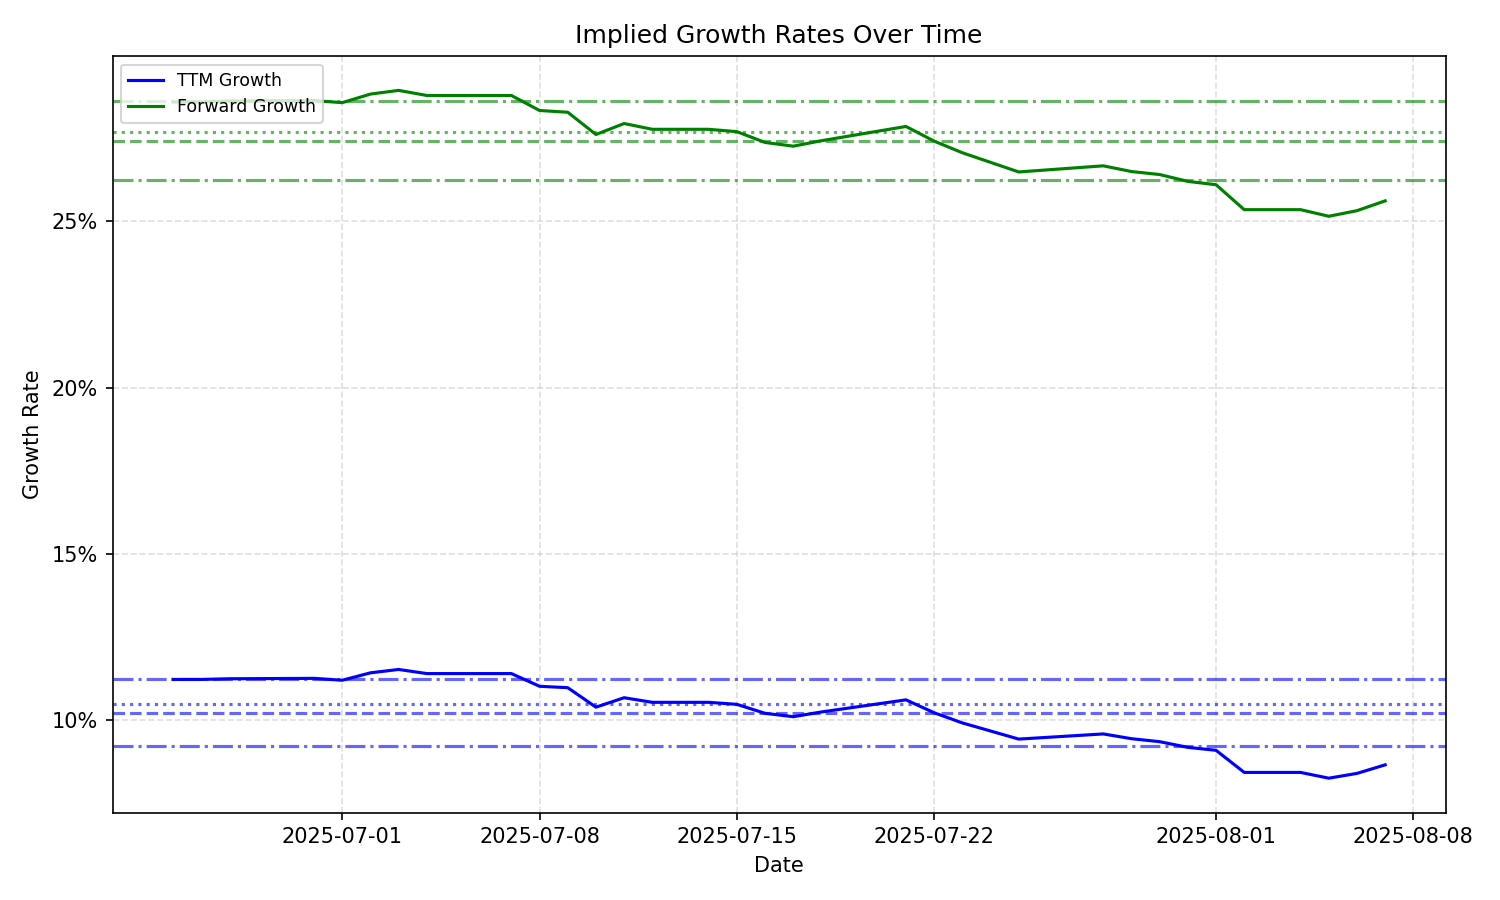 Implied Growth Rates Over Time
TTM Growth
Forward Growth
25%
20%
15%
10%
Growth Rate
2025-07-01
2025-07-08
2025-07-15
2025-07-22
2025-08-01
2025-08-08
Date